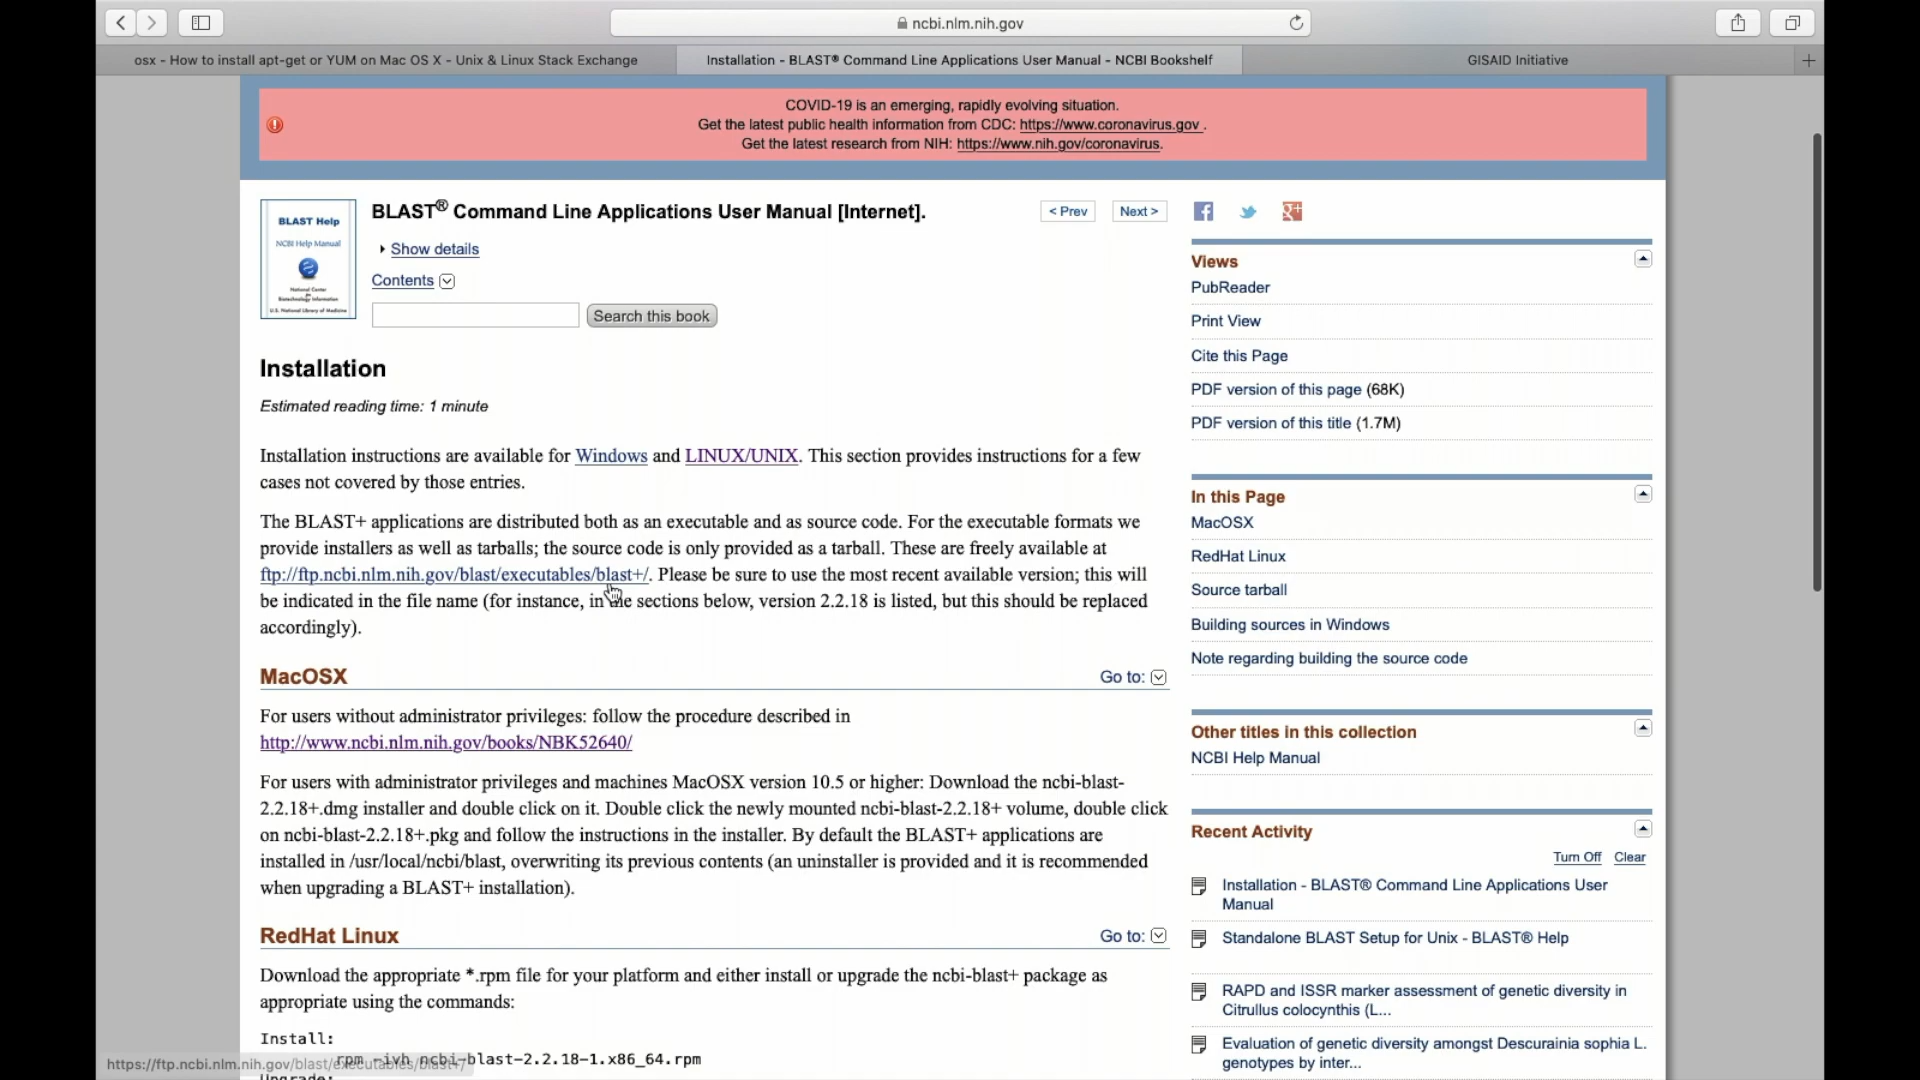 ncbi.nlm.nih.gov
osx - How to install apt-get or YUM on Mac OS X - Unix & Linux Stack Exchange
Installation - BLAST® Command Line Applications User Manual - NCBI Bookshelf
GISAID Initiative
COVID-19 is an emerging, rapidly evolving situation.
Get the latest public health information from CDC: https://www.coronavirus.gov .
Get the latest research from NIH: https://www.nih.gov/coronavirus.
BLAST Help
NCBI Help Manual
National Center
for
Biotechnology Information
U.S. National Library of Medicine
BLAST® Command Line Applications User Manual [Internet].
< Prev
Next >
Show details
Contents
Search this book
Installation
Estimated reading time: 1 minute
Installation instructions are available for Windows and LINUX/UNIX. This section provides instructions for a few
cases not covered by those entries.
The BLAST+ applications are distributed both as an executable and as source code. For the executable formats we
provide installers as well as tarballs; the source code is only provided as a tarball. These are freely available at
ftp://ftp.ncbi.nlm.nih.gov/blast/executables/blast+/. Please be sure to use the most recent available version; this will
be indicated in the file name (for instance, in the sections below, version 2.2.18 is listed, but this should be replaced
accordingly).
MacOSX
Go to:
For users without administrator privileges: follow the procedure described in
http://www.ncbi.nlm.nih.gov/books/NBK52640/
For users with administrator privileges and machines MacOSX version 10.5 or higher: Download the ncbi-blast-
2.2.18+.dmg installer and double click on it. Double click the newly mounted ncbi-blast-2.2.18+ volume, double click
on ncbi-blast-2.2.18+.pkg and follow the instructions in the installer. By default the BLAST+ applications are
installed in /usr/local/ncbi/blast, overwriting its previous contents (an uninstaller is provided and it is recommended
when upgrading a BLAST+ installation).
RedHat Linux
Go to:
Download the appropriate *.rpm file for your platform and either install or upgrade the ncbi-blast+ package as
appropriate using the commands:
Install:
rpm -ivh ncbi-blast-2.2.18-1.x86_64.rpm
Upgrade:
https://ftp.ncbi.nlm.nih.gov/blast/executables/blast+/
Views
PubReader
Print View
Cite this Page
PDF version of this page (68K)
PDF version of this title (1.7M)
In this Page
MacOSX
RedHat Linux
Source tarball
Building sources in Windows
Note regarding building the source code
Other titles in this collection
NCBI Help Manual
Recent Activity
Turn Off
Clear
Installation - BLAST® Command Line Applications User
Manual
Standalone BLAST Setup for Unix - BLAST® Help
RAPD and ISSR marker assessment of genetic diversity in
Citrullus colocynthis (L...
Evaluation of genetic diversity amongst Descurainia sophia L.
genotypes by inter...